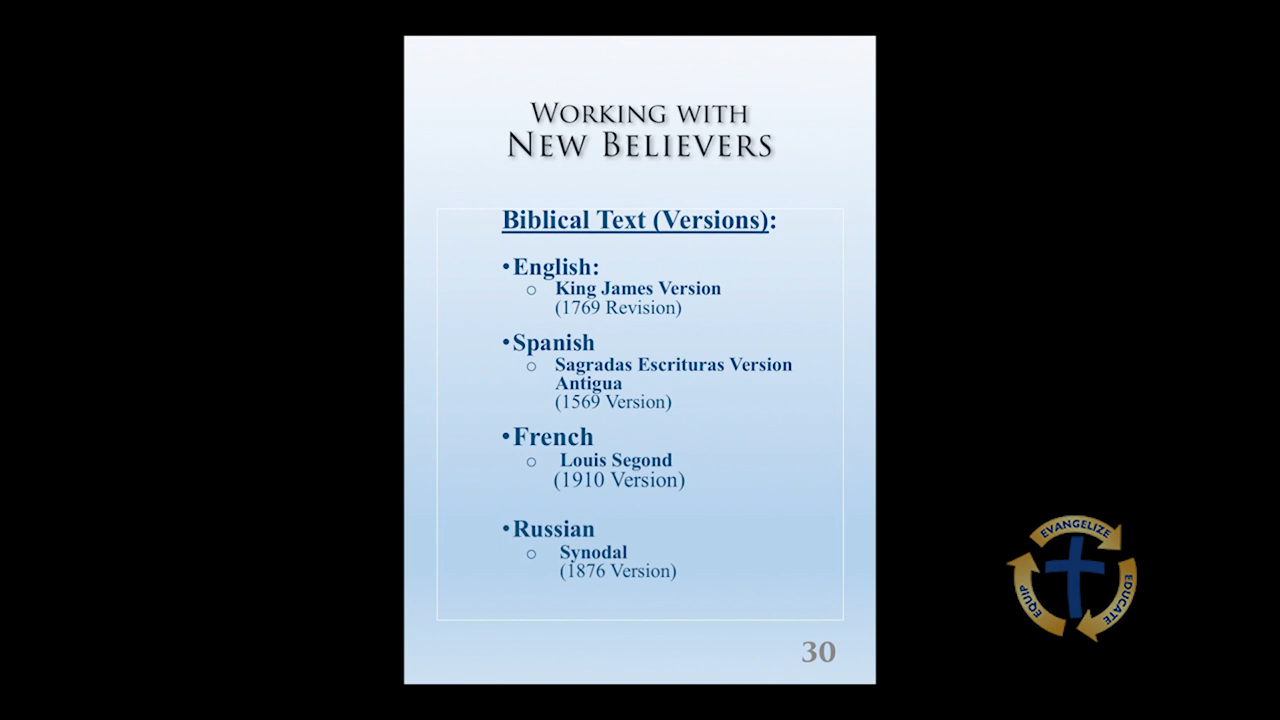 Working with
New Believers
Biblical Text (Versions):
•English:
o King James Version
(1769 Revision)
•Spanish
o Sagradas Escrituras Version
Antigua
(1569 Version)
•French
o Louis Segond
(1910 Version)
•Russian
o Synodal
(1876 Version)
30
EVANGELIZE
EDUCATE
EQUIP